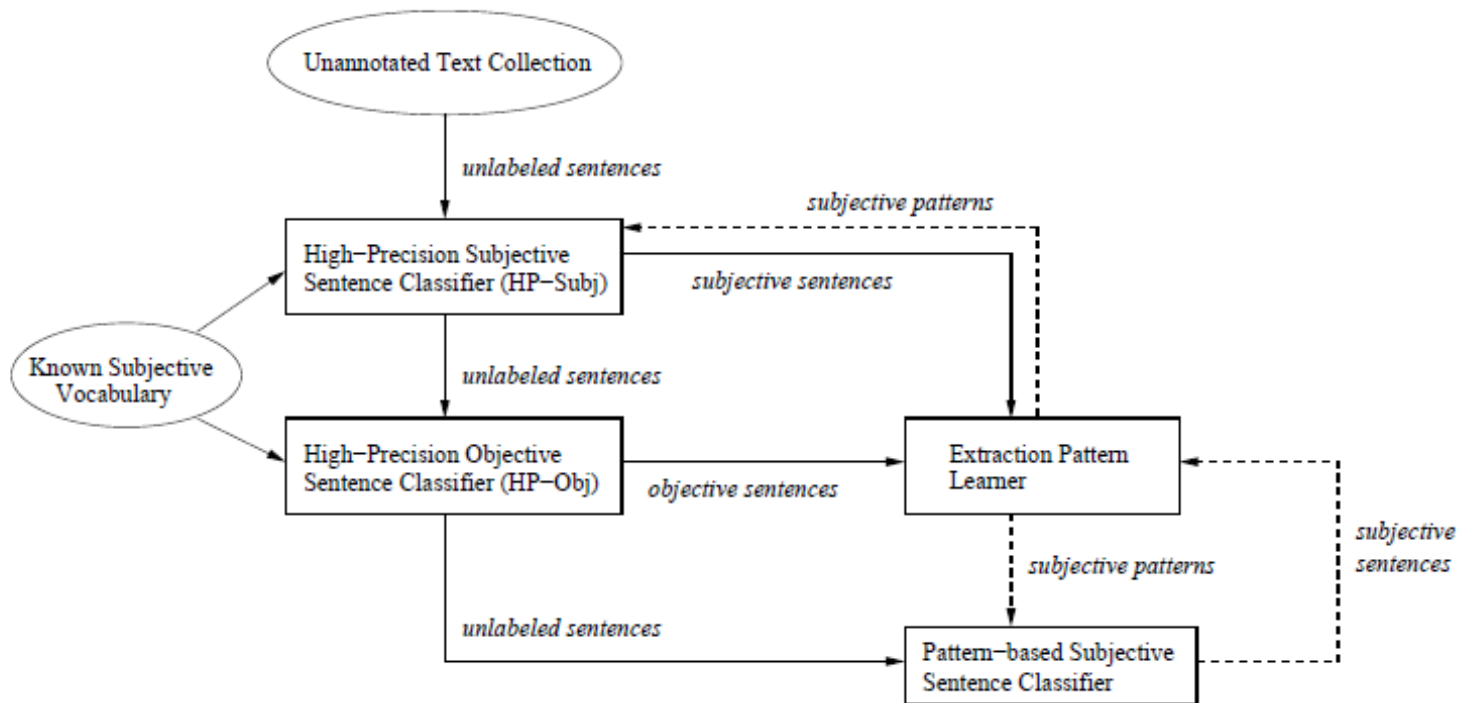 Unannotated Text Collection
unlabeled sentences
subjective patterns
High−Precision Subjective
Sentence Classifier (HP−Subj)
subjective sentences
Known Subjective
Vocabulary
unlabeled sentences
High−Precision Objective
Sentence Classifier (HP−Obj)
objective sentences
Extraction Pattern
Learner
subjective
sentences
subjective patterns
unlabeled sentences
Pattern−based Subjective
Sentence Classifier